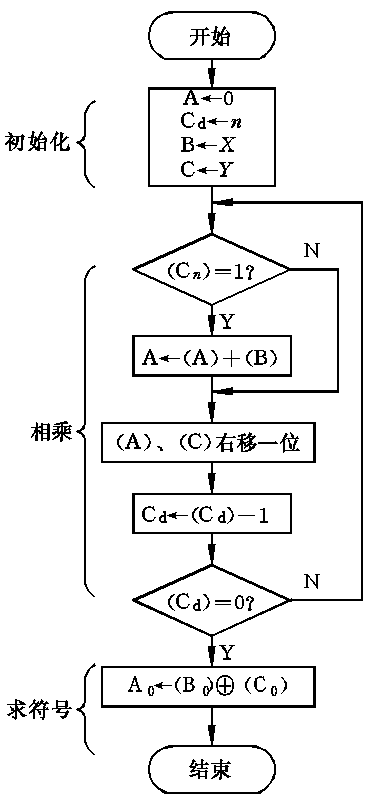 开始
初始化
A←0
Cd←n
B←X
C←Y
(Cn)=1?
N
Y
A←(A)+(B)
相乘
(A)、(C)右移一位
Cd←(Cd)-1
(Cd)=0?
N
Y
求符号
A0←(B0)⊕(C0)
结束